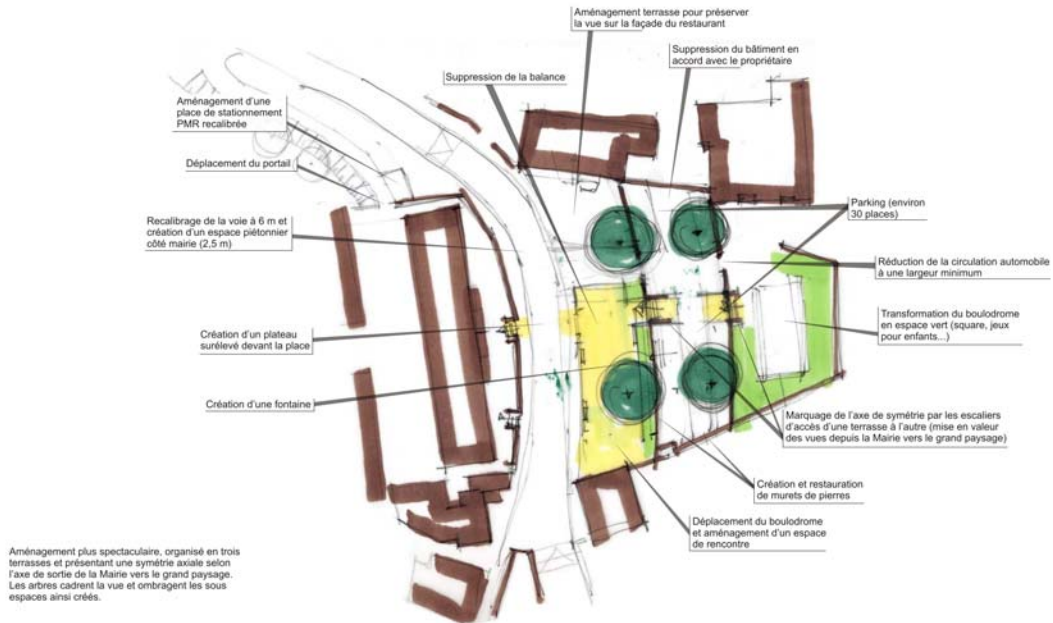 Aménagement terrasse pour préserver
la vue sur la façade du restaurant
Suppression du bâtiment en
accord avec le propriétaire
Suppression de la balance
Aménagement d'une
place de stationnement
PMR recalibrée
Déplacement du portail
Recalibrage de la voie à 6 m et
création d'un espace piétonnier
côté mairie (2,5 m)
Création d'un plateau
surélevé devant la place
Création d'une fontaine
Parking (environ
30 places)
Réduction de la circulation automobile
à une largeur minimum
Transformation du boulodrome
en espace vert (square, jeux
pour enfants...)
Marquage de l'axe de symétrie par les escaliers
d'accès d'une terrasse à l'autre (mise en valeur
des vues depuis la Mairie vers le grand paysage)
Création et restauration
de murets de pierres
Déplacement du boulodrome
et aménagement d'un espace
de rencontre
Aménagement plus spectaculaire, organisé en trois
terrasses et présentant une symétrie axiale selon
l'axe de sortie de la Mairie vers le grand paysage.
Les arbres cadrent la vue et ombragent les sous
espaces ainsi créés.